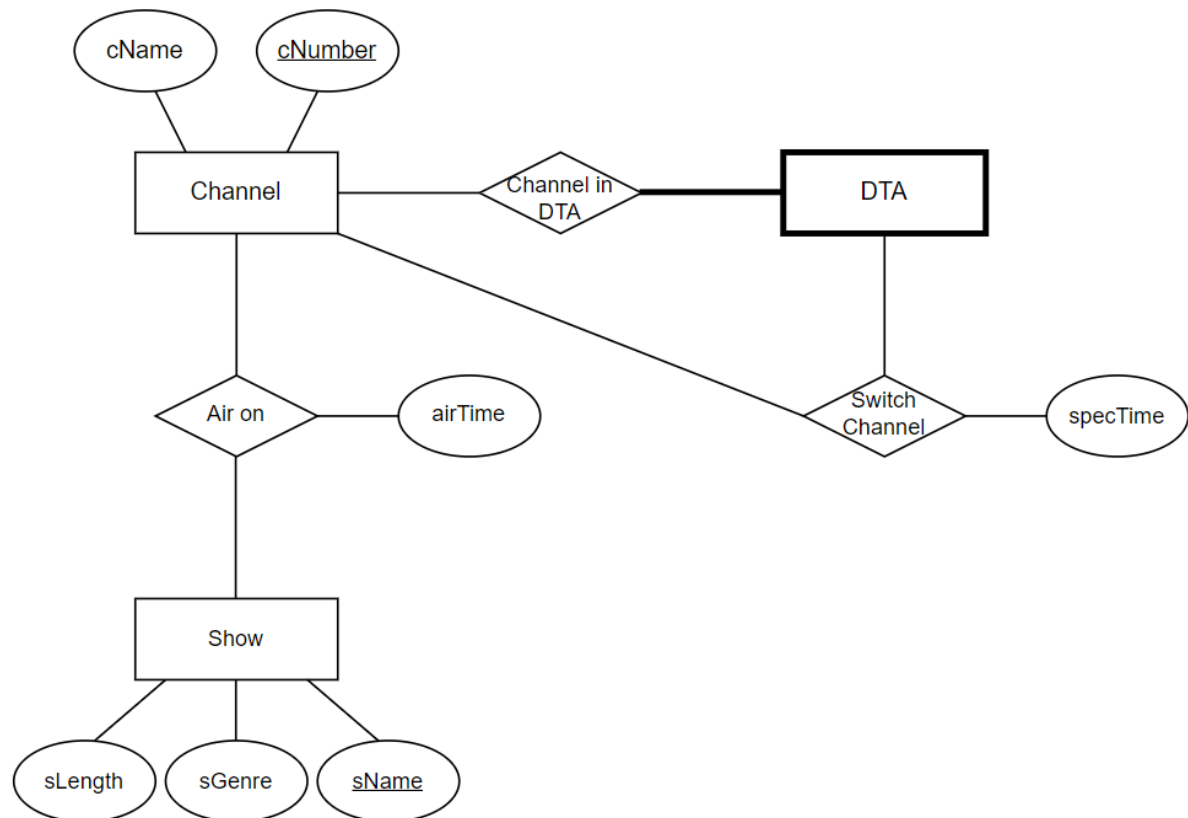 cName
cNumber
Channel
Channel in
DTA
DTA
Air on
airTime
Switch
Channel
specTime
Show
sLength
sGenre
sName